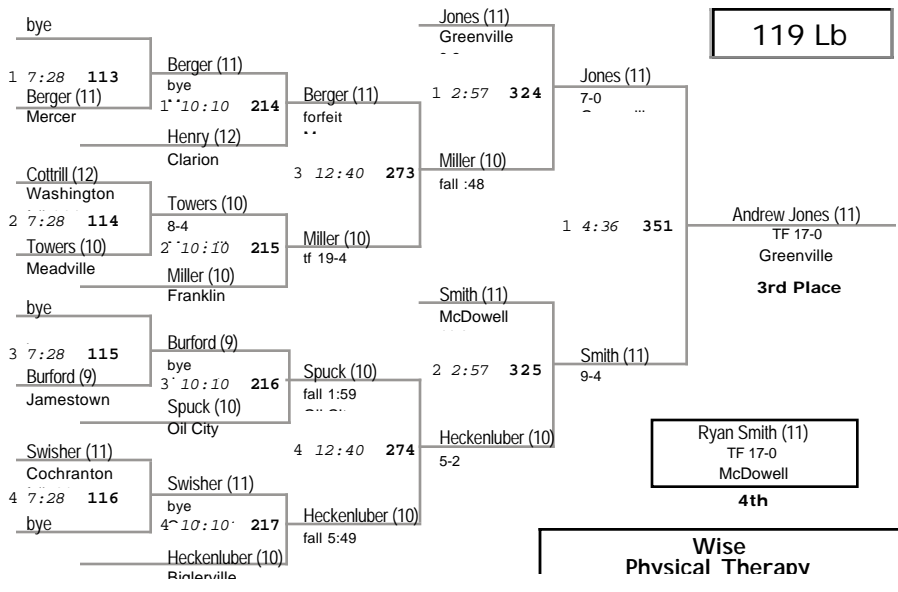 119 Lb
bye
1 7:28 113
Berger (11)
Mercer
Cottrill (12)
Washington
2 7:28 114
Towers (10)
Meadville
bye
3 7:28 115
Burford (9)
Jamestown
Swisher (11)
Cochranton
4 7:28 116
bye
Berger (11)
bye
1 10:10 214
Henry (12)
Clarion
Towers (10)
8-4
2 10:10 215
Miller (10)
Franklin
Burford (9)
bye
3 10:10 216
Spuck (10)
Oil City
Swisher (11)
bye
4 10:10 217
Heckenluber (10)
Biglerville
Berger (11)
forfeit
3 12:40 273
Miller (10)
tf 19-4
Spuck (10)
fall 1:59
Oil City
4 12:40 274
Heckenluber (10)
fall 5:49
Jones (11)
Greenville
1 2:57 324
Miller (10)
fall :48
Smith (11)
McDowell
2 2:57 325
Heckenluber (10)
5-2
Jones (11)
7-0
1 4:36 351
Smith (11)
9-4
Andrew Jones (11)
TF 17-0
Greenville
3rd Place
Ryan Smith (11)
TF 17-0
McDowell
4th
Wise
Physical Therapy